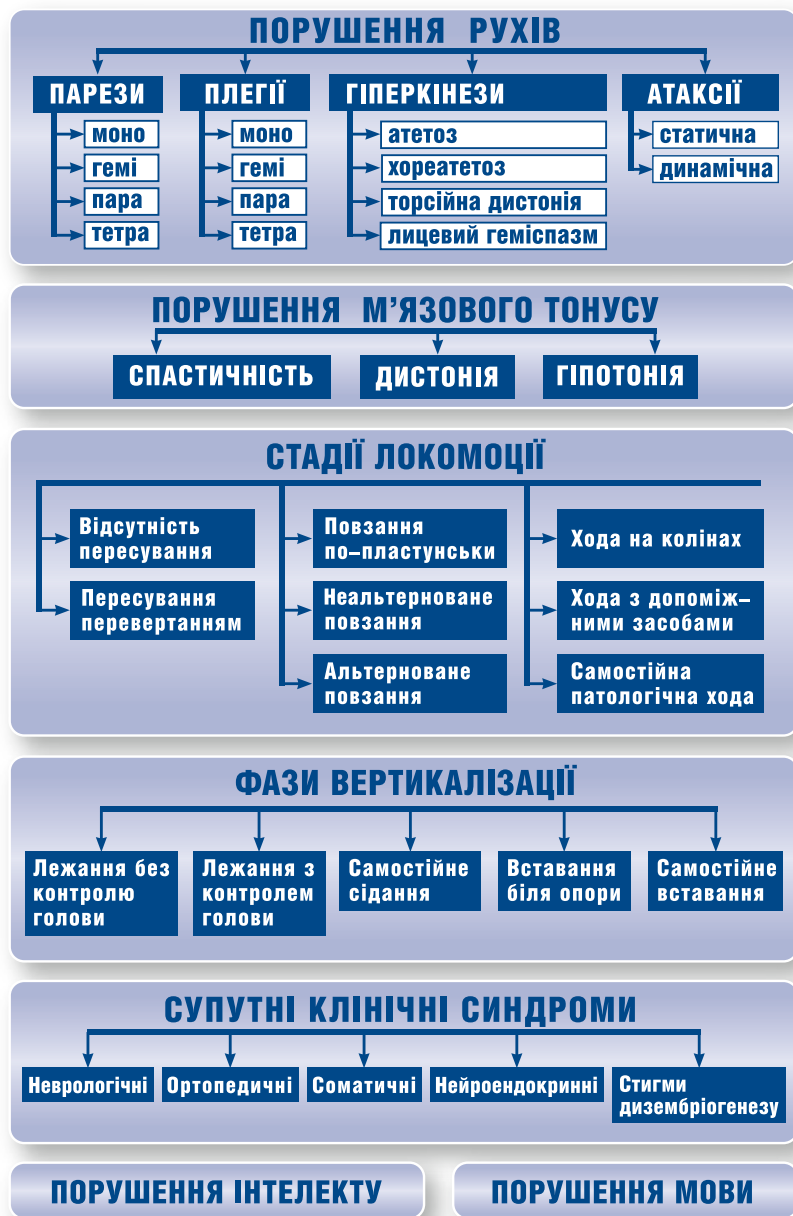 ПОРУШЕННЯ РУХІВ
ПАРЕЗИ
моно
гемі
пара
тетра
ПЛЕГІЇ
моно
гемі
пара
тетра
ГІПЕРКІНЕЗИ
атетоз
хореатетоз
торсійна дистонія
лицевий геміспазм
АТАКСІЇ
статична
динамічна
ПОРУШЕННЯ М’ЯЗОВОГО ТОНУСУ
СПАСТИЧНІСТЬ
ДИСТОНІЯ
ГІПОТОНІЯ
СТАДІЇ ЛОКОМОЦІЇ
Відсутність
пересування
Пересування
перевертанням
Повзання
по–пластунськи
Неальтерноване
повзання
Альтерноване
повзання
Хода на колінах
Хода з допоміж–
ними засобами
Самостійна
патологічна хода
ФАЗИ ВЕРТИКАЛІЗАЦІЇ
Лежання без
контролю
голови
Лежання з
контролем
голови
Самостійне
сідання
Вставання
біля опори
Самостійне
вставання
СУПУТНІ КЛІНІЧНІ СИНДРОМИ
Неврологічні
Ортопедичні
Соматичні
Нейроендокринні
Стигми
дизембріогенезу
ПОРУШЕННЯ ІНТЕЛЕКТУ
ПОРУШЕННЯ МОВИ